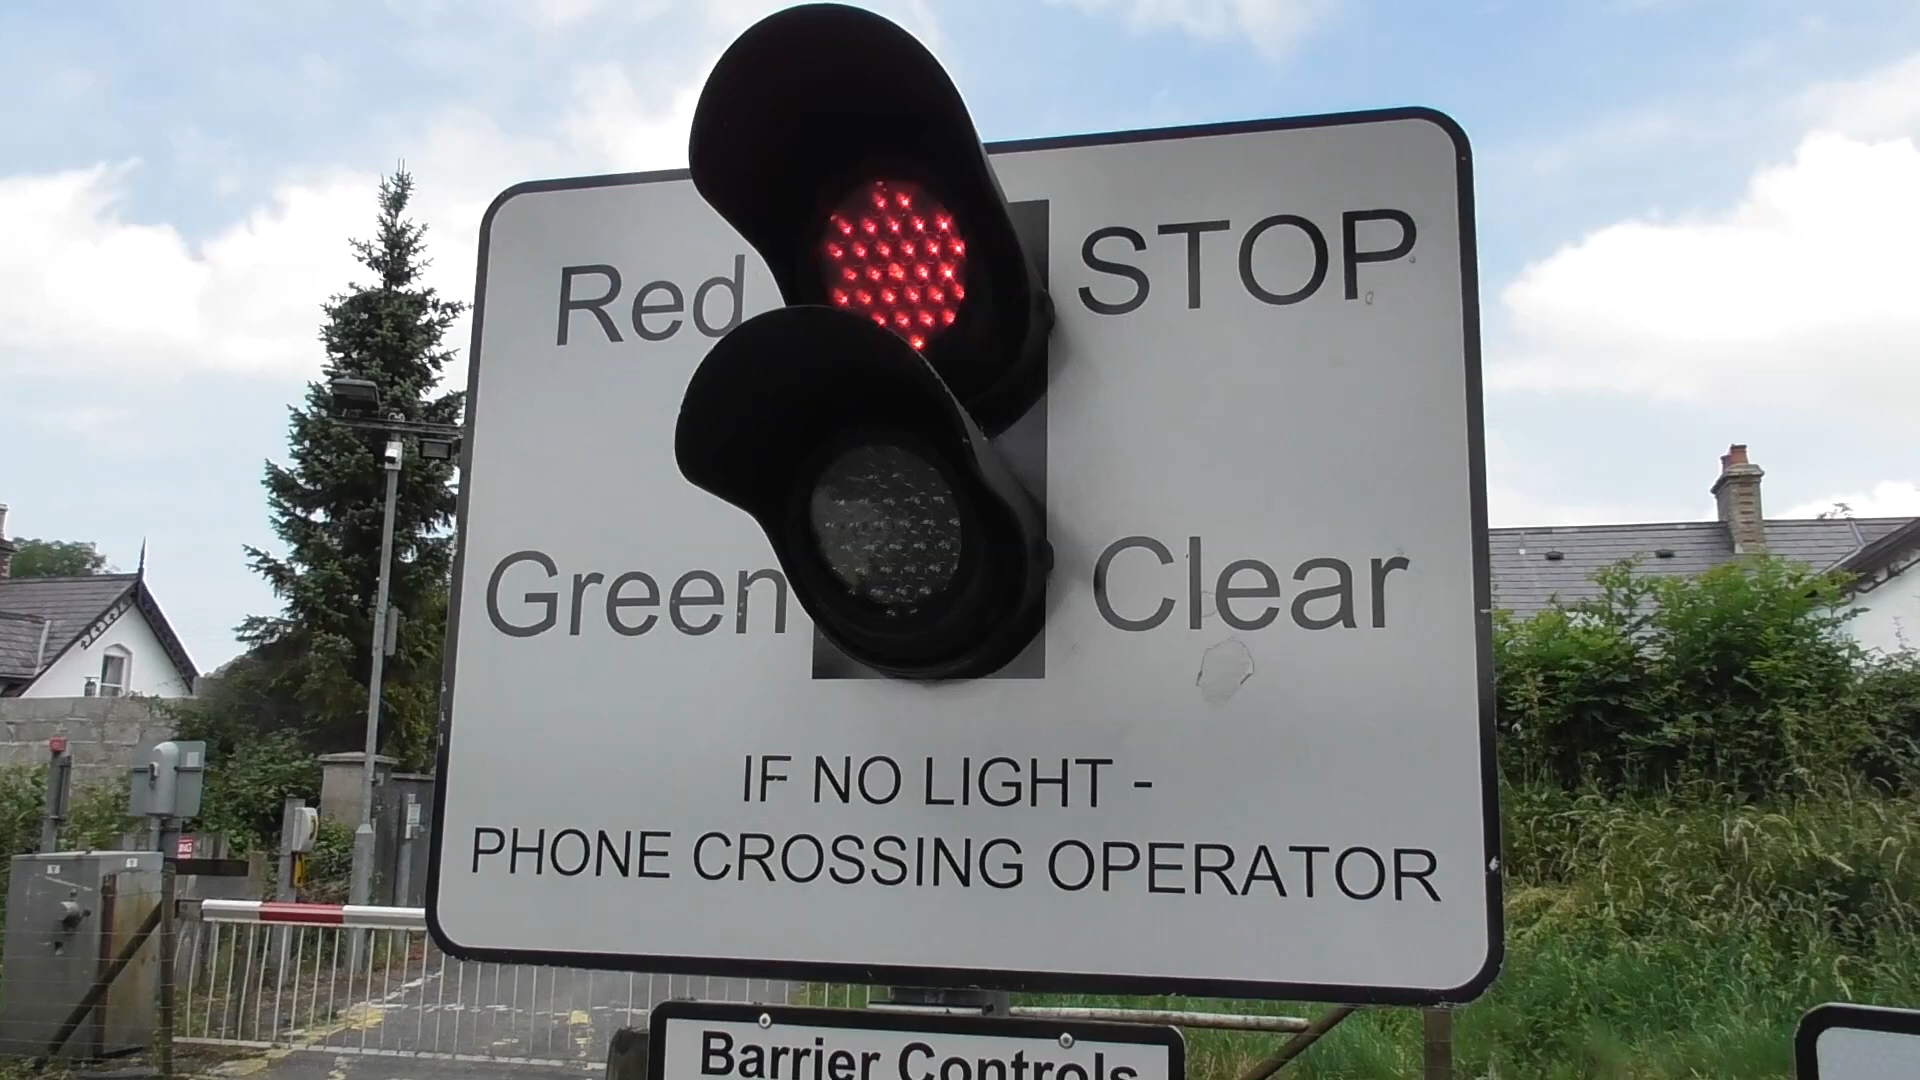 Red STOP
Green Clear
IF NO LIGHT -
PHONE CROSSING OPERATOR
Barrier Controls